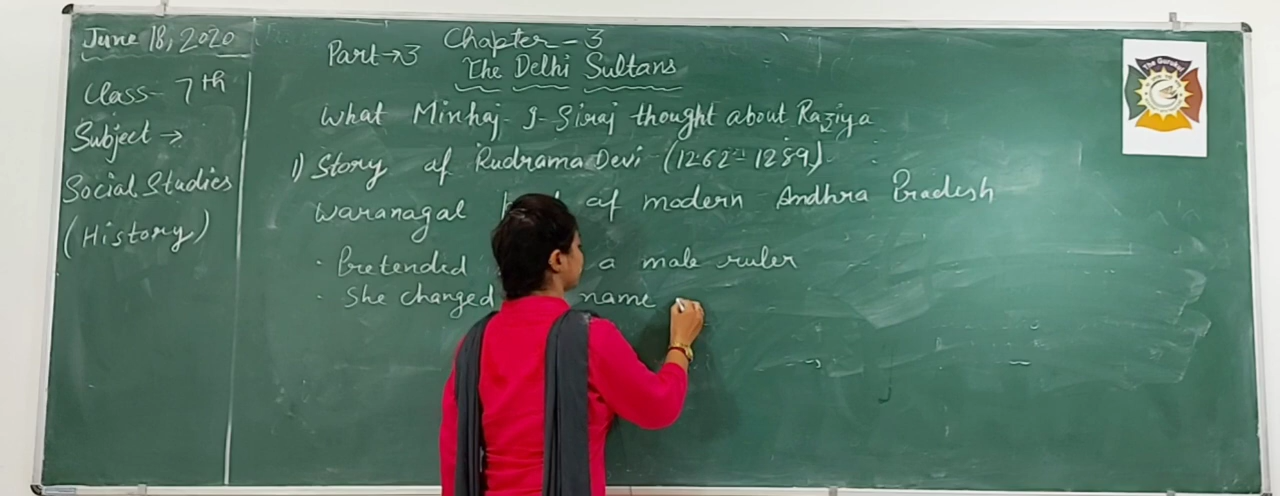 June 18, 2020
Class- 7th
Subject →
Social Studies
(History)
Part→3
Chapter-3
The Delhi Sultans
What Minhaj-I-Siraj thought about Raziya
1) Story of Rudrama Devi (1262-1289)
Waranagal of modern Andhra Pradesh
· Pretended a male ruler
· She changed name
The Gurukul